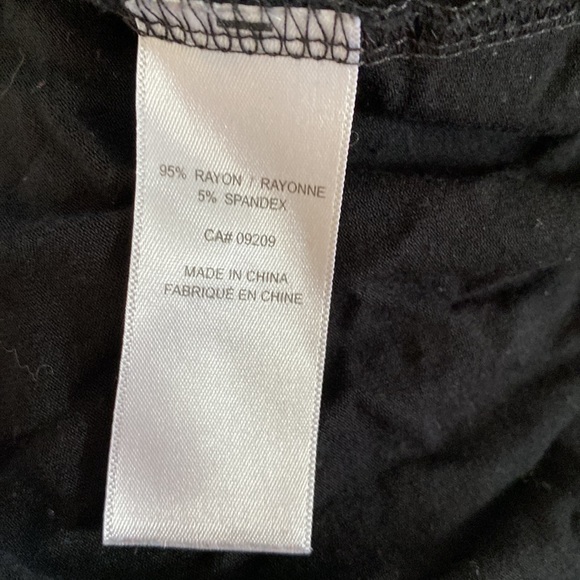 95% RAYON / RAYONNE
5% SPANDEX
CA# 09209
MADE IN CHINA
FABRIQUÉ EN CHINE